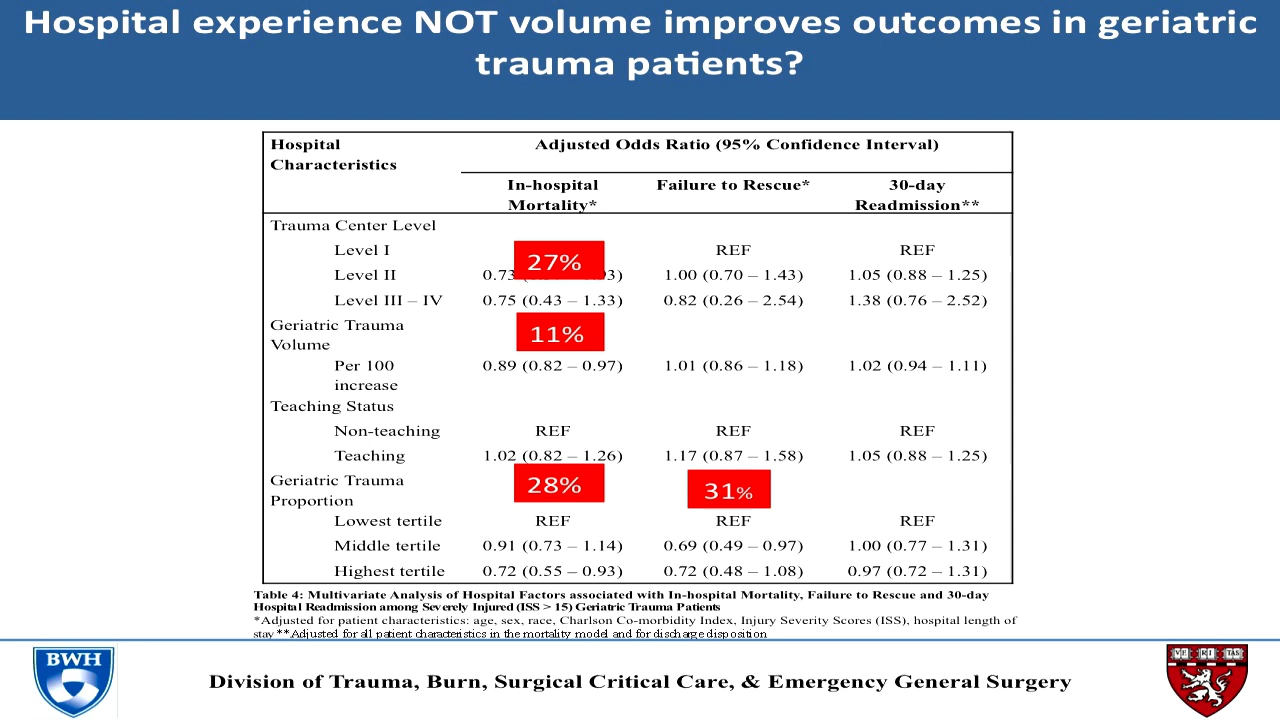 Hospital experience NOT volume improves outcomes in geriatric
trauma patients?
Hospital Adjusted Odds Ratio (95% Confidence Interval)
Characteristics
In-hospital Failure to Rescue* 30-day
Mortality* Readmission**
Trauma Center Level
Level I 27% REF REF
Level II 0.73 3) 1.00 (0.70 – 1.43) 1.05 (0.88 – 1.25)
Level III – IV 0.75 (0.43 – 1.33) 0.82 (0.26 – 2.54) 1.38 (0.76 – 2.52)
Geriatric Trauma 11%
Volume
Per 100 0.89 (0.82 – 0.97) 1.01 (0.86 – 1.18) 1.02 (0.94 – 1.11)
increase
Teaching Status
Non-teaching REF REF REF
Teaching 1.02 (0.82 – 1.26) 1.17 (0.87 – 1.58) 1.05 (0.88 – 1.25)
Geriatric Trauma 28% 31%
Proportion
Lowest tertile REF REF REF
Middle tertile 0.91 (0.73 – 1.14) 0.69 (0.49 – 0.97) 1.00 (0.77 – 1.31)
Highest tertile 0.72 (0.55 – 0.93) 0.72 (0.48 – 1.08) 0.97 (0.72 – 1.31)
Table 4: Multivariate Analysis of Hospital Factors associated with In-hospital Mortality, Failure to Rescue and 30-day
Hospital Readmission among Severely Injured (ISS > 15) Geriatric Trauma Patients
*Adjusted for patient characteristics: age, sex, race, Charlson Co-morbidity Index, Injury Severity Scores (ISS), hospital length of
stay **Adjusted for all patient characteristics in the mortality model and for discharge disposition
BWH
Division of Trauma, Burn, Surgical Critical Care, & Emergency General Surgery
VE RI TAS